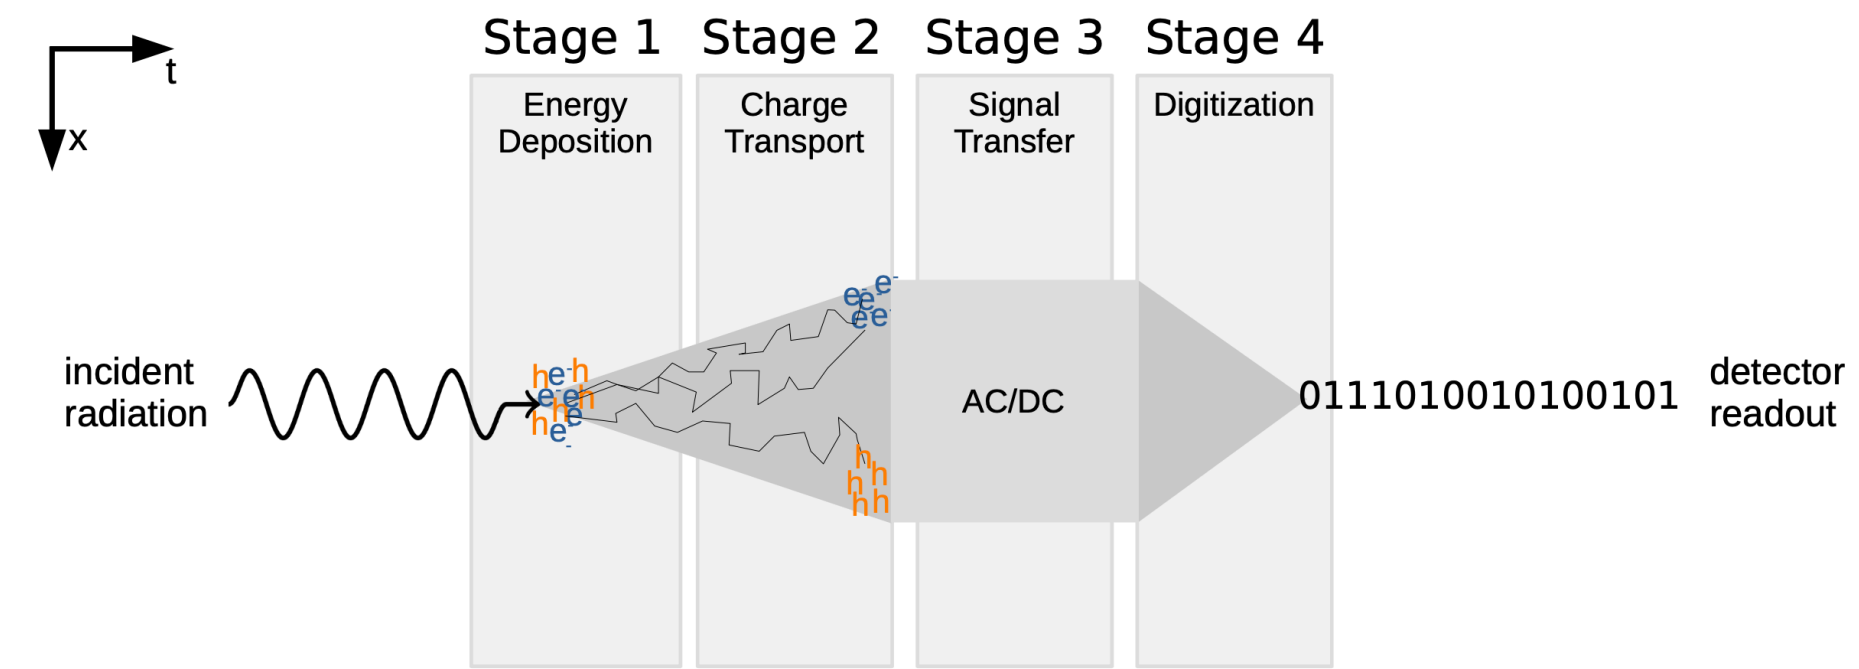 Stage 1
Stage 2
Stage 3
Stage 4
t
x
Energy
Deposition
Charge
Transport
Signal
Transfer
Digitization
incident
radiation
h e- h
e- e- h
h h e-
e-
e- e- e- e- e-
h h h h h
AC/DC
0111010010100101
detector
readout